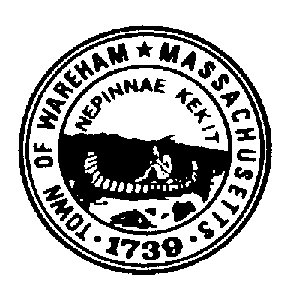 TOWN OF WAREHAM ★ MASSACHUSETTS
NEPINNAE KEKIT
1739